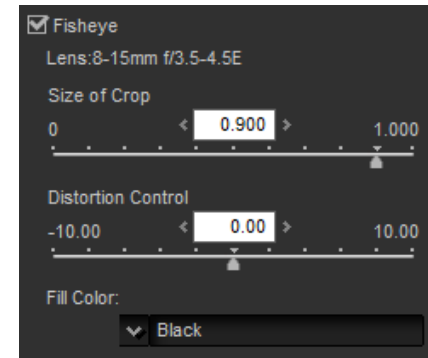 Fisheye
Lens:8-15mm f/3.5-4.5E
Size of Crop
0 < 0.900 > 1.000
Distortion Control
-10.00 < 0.00 > 10.00
Fill Color:
Black